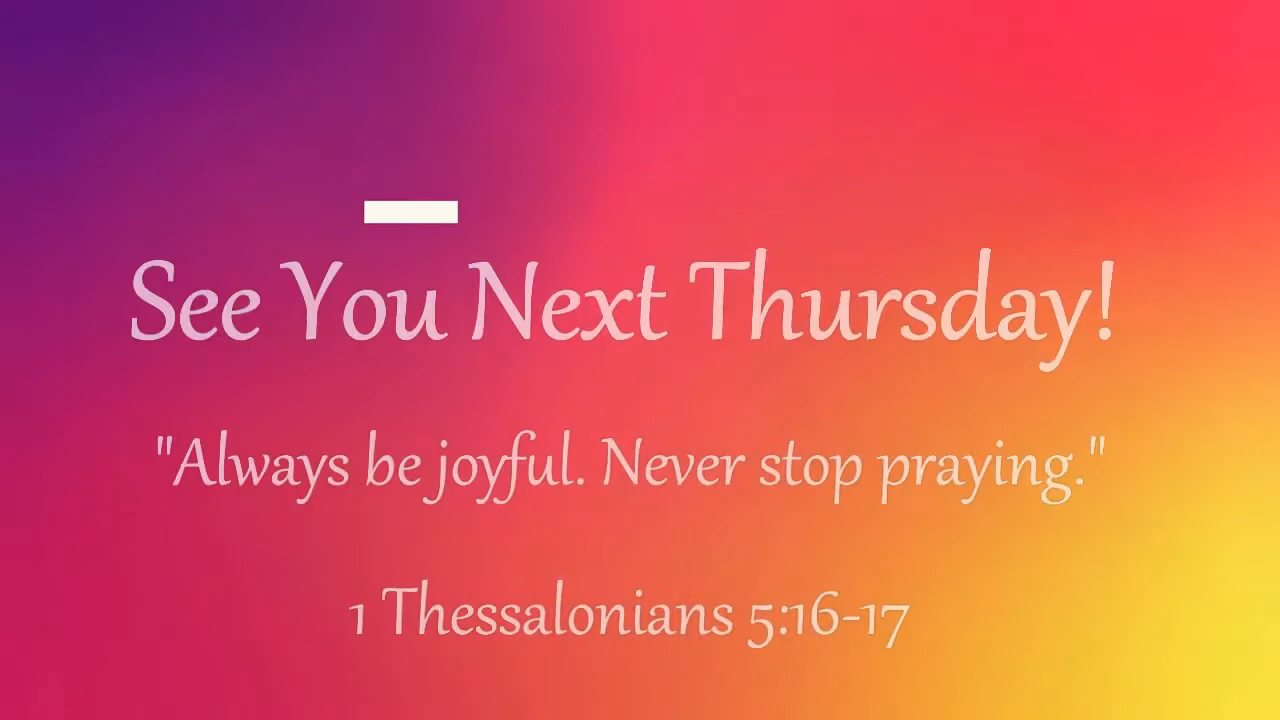 See You Next Thursday!
"Always be joyful. Never stop praying."
1 Thessalonians 5:16-17